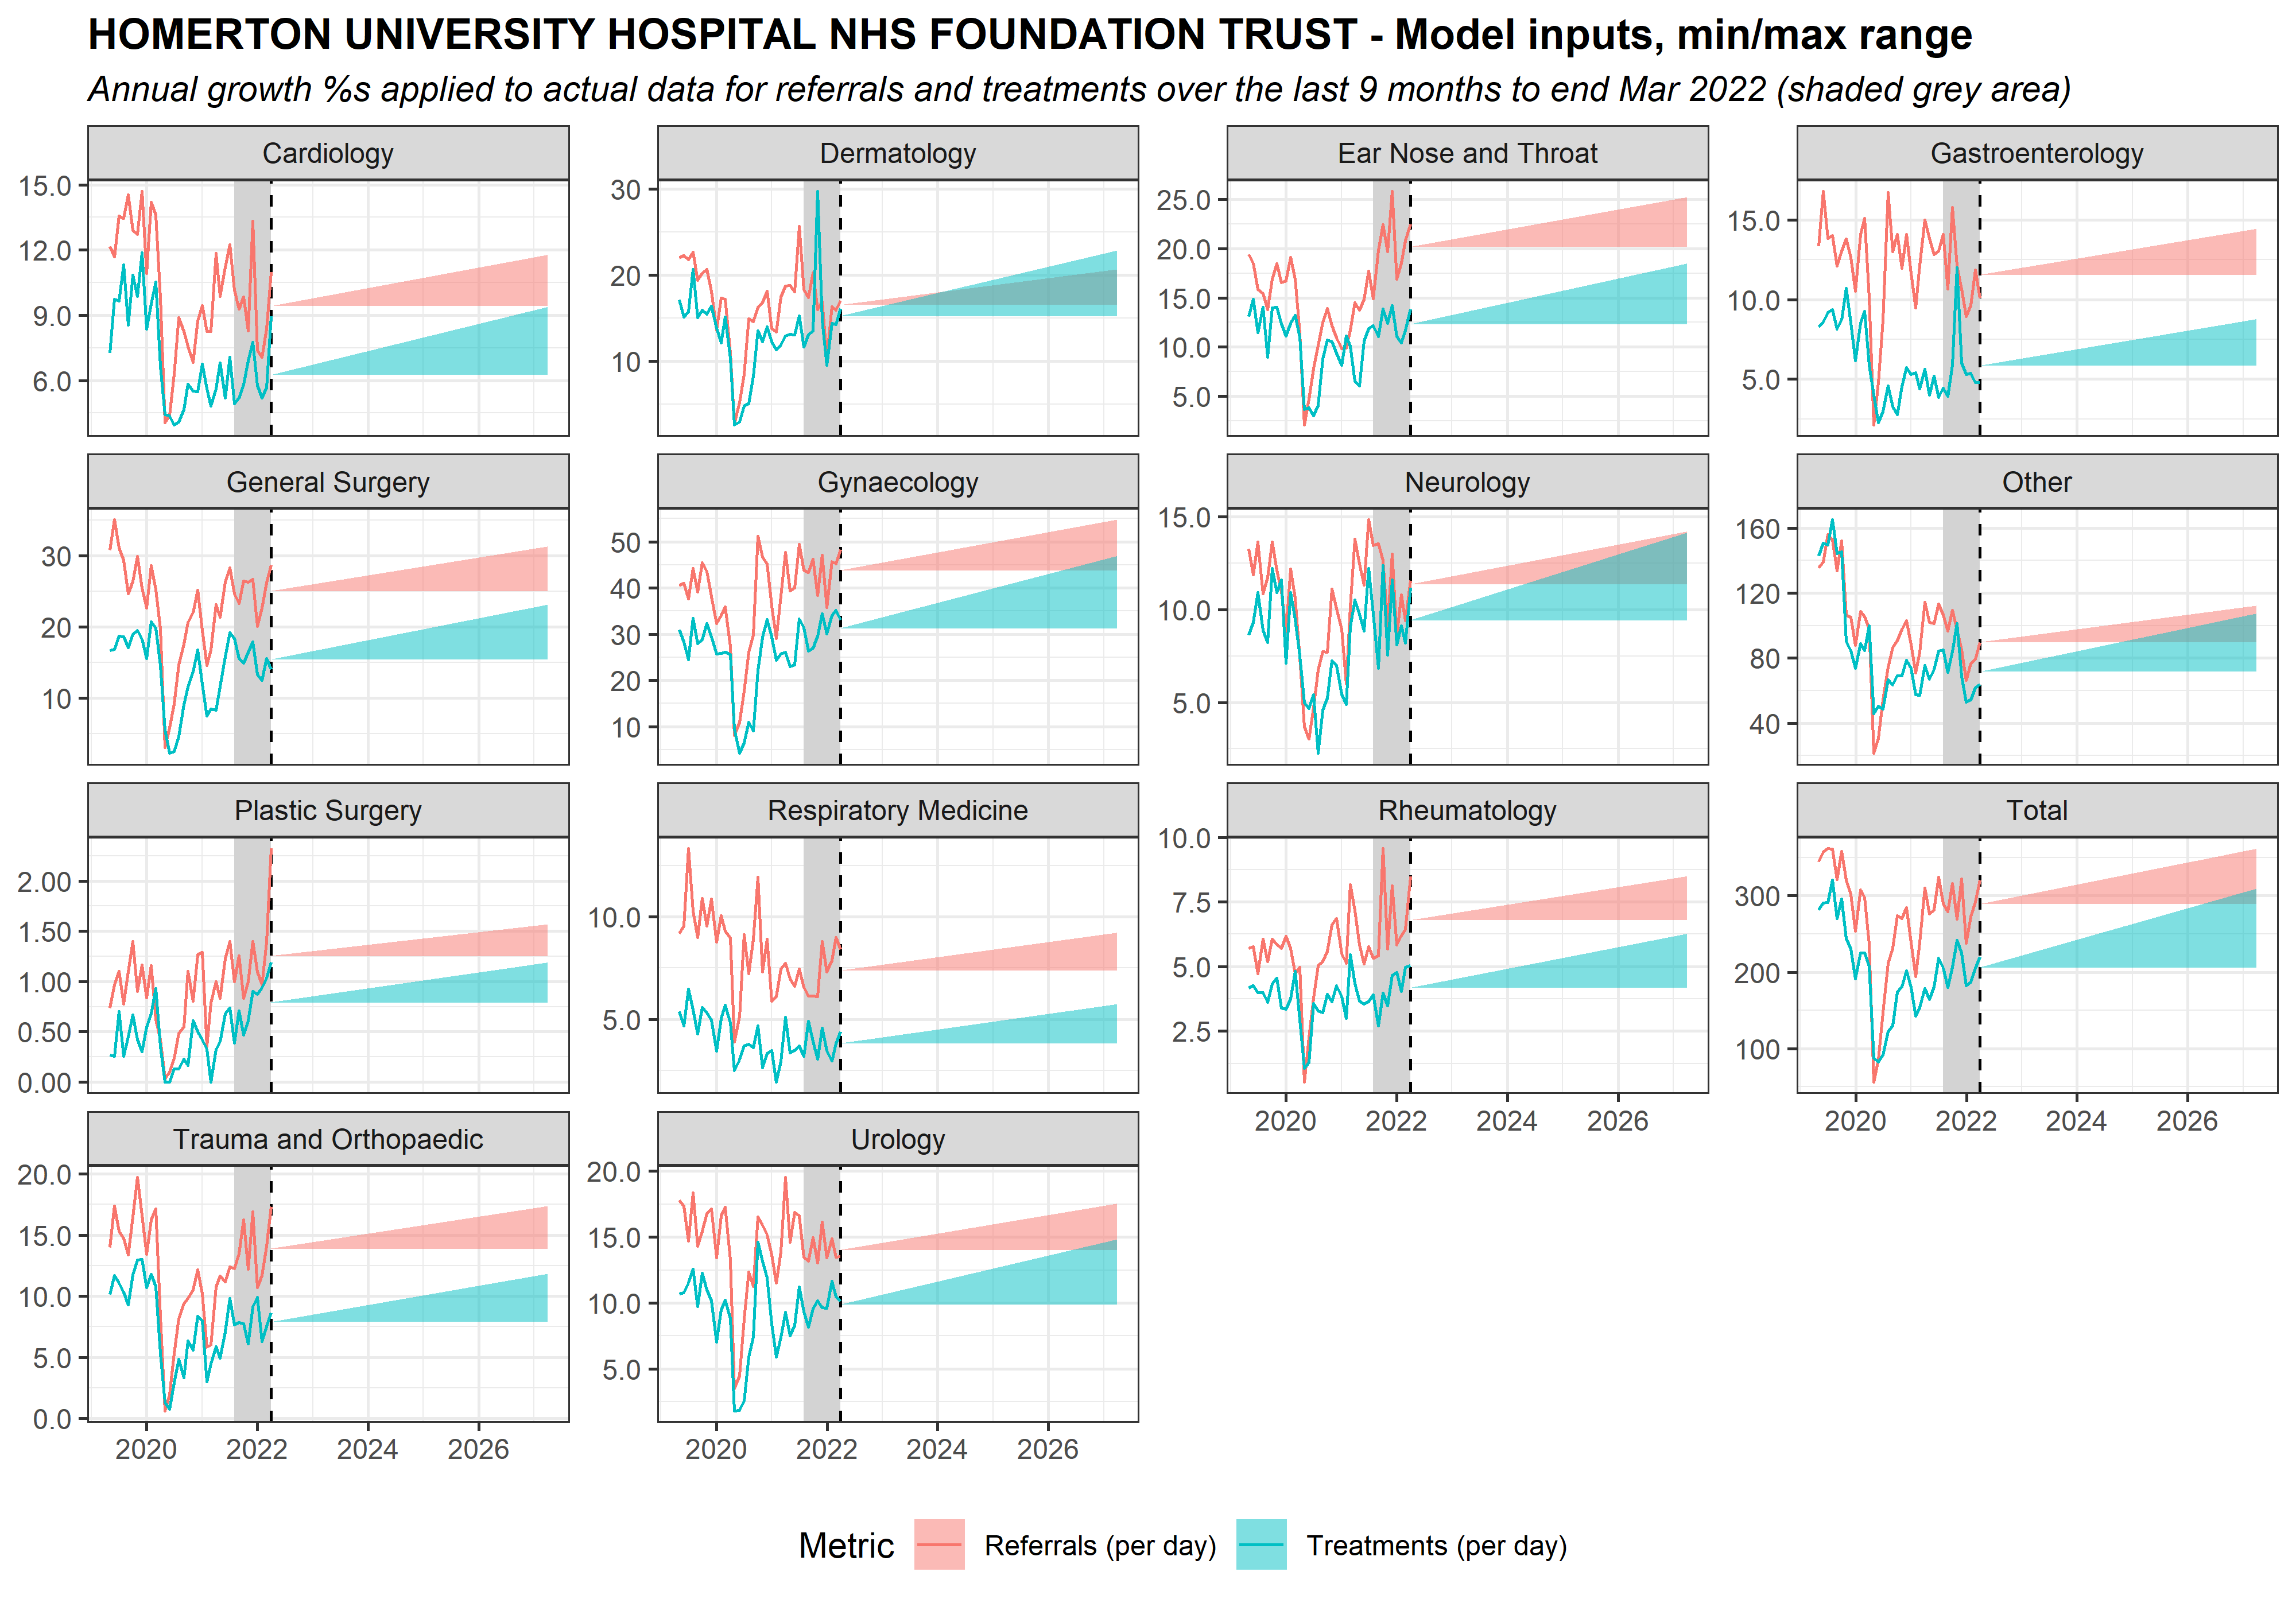 HOMERTON UNIVERSITY HOSPITAL NHS FOUNDATION TRUST - Model inputs, min/max range
Annual growth %s applied to actual data for referrals and treatments over the last 9 months to end Mar 2022 (shaded grey area)
Cardiology
15.0
12.0
9.0
6.0
Dermatology
30
20
10
Ear Nose and Throat
25.0
20.0
15.0
10.0
5.0
Gastroenterology
15.0
10.0
5.0
General Surgery
30
20
10
Gynaecology
50
40
30
20
10
Neurology
15.0
10.0
5.0
Other
160
120
80
40
Plastic Surgery
2.00
1.50
1.00
0.50
0.00
Respiratory Medicine
10.0
5.0
Rheumatology
10.0
7.5
5.0
2.5
2020 2022 2024 2026
Total
300
200
100
2020 2022 2024 2026
Trauma and Orthopaedic
20.0
15.0
10.0
5.0
0.0
2020 2022 2024 2026
Urology
20.0
15.0
10.0
5.0
2020 2022 2024 2026
Metric Referrals (per day) Treatments (per day)